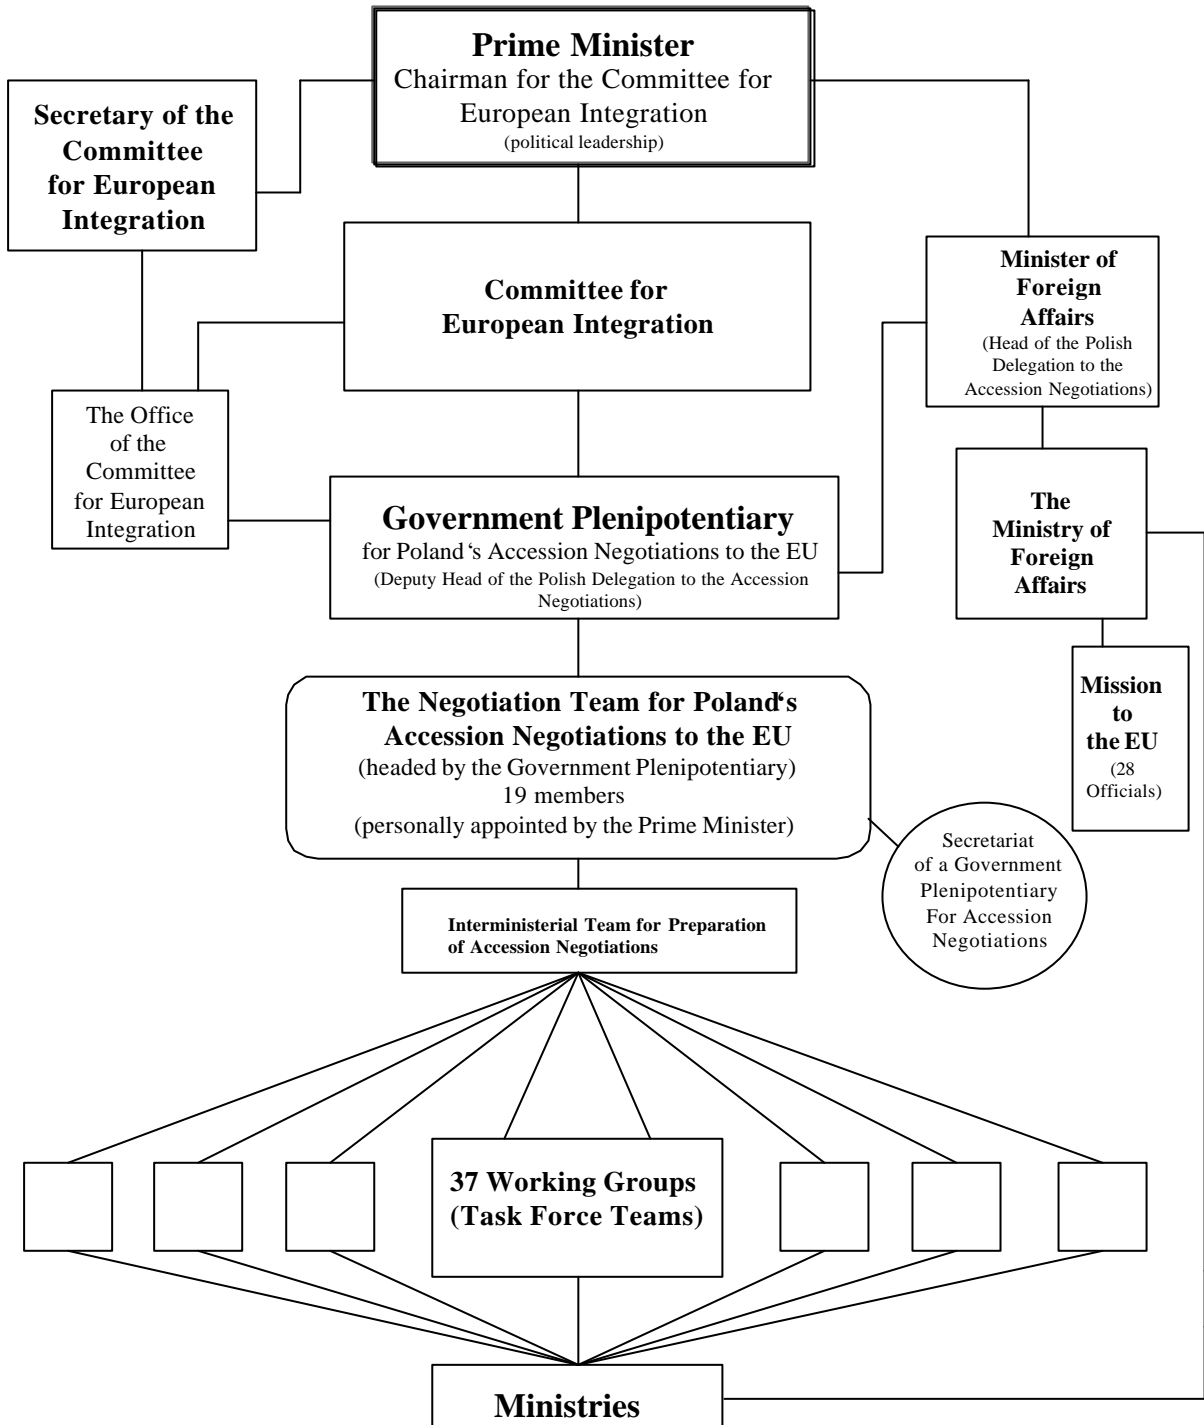 Prime Minister
Chairman for the Committee for
European Integration
(political leadership)
Secretary of the
Committee
for European
Integration
Committee for
European Integration
Minister of
Foreign
Affairs
(Head of the Polish
Delegation to the
Accession Negotiations)
The Office
of the
Committee
for European
Integration
Government Plenipotentiary
for Poland‘s Accession Negotiations to the EU
(Deputy Head of the Polish Delegation to the Accession
Negotiations)
The
Ministry of
Foreign
Affairs
Mission
to
the EU
(28
Officials)
The Negotiation Team for Poland‘s
Accession Negotiations to the EU
(headed by the Government Plenipotentiary)
19 members
(personally appointed by the Prime Minister)
Secretariat
of a Government
Plenipotentiary
For Accession
Negotiations
Interministerial Team for Preparation
of Accession Negotiations
37 Working Groups
(Task Force Teams)
Ministries